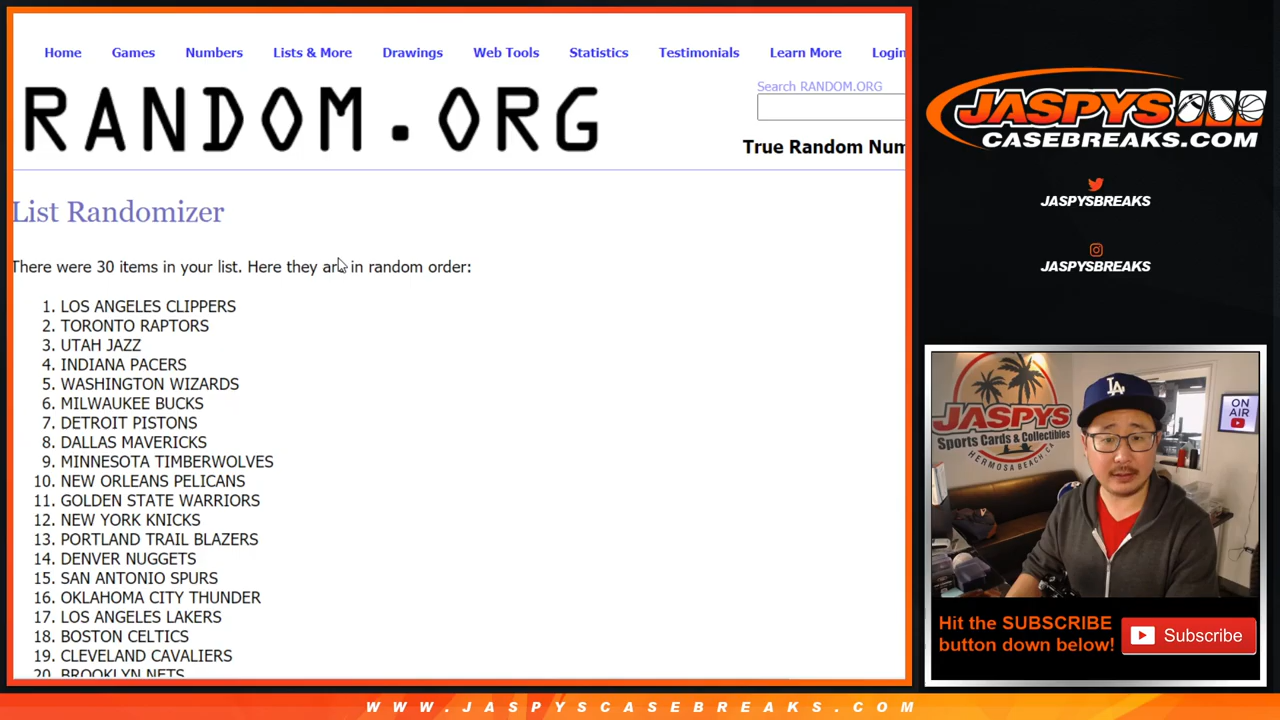 Home Games Numbers Lists & More Drawings Web Tools Statistics Testimonials Learn More Login
RANDOM.ORG
Search RANDOM.ORG
True Random Num
List Randomizer
There were 30 items in your list. Here they are in random order:
1. LOS ANGELES CLIPPERS
2. TORONTO RAPTORS
3. UTAH JAZZ
4. INDIANA PACERS
5. WASHINGTON WIZARDS
6. MILWAUKEE BUCKS
7. DETROIT PISTONS
8. DALLAS MAVERICKS
9. MINNESOTA TIMBERWOLVES
10. NEW ORLEANS PELICANS
11. GOLDEN STATE WARRIORS
12. NEW YORK KNICKS
13. PORTLAND TRAIL BLAZERS
14. DENVER NUGGETS
15. SAN ANTONIO SPURS
16. OKLAHOMA CITY THUNDER
17. LOS ANGELES LAKERS
18. BOSTON CELTICS
19. CLEVELAND CAVALIERS
20. BROOKLYN NETS
JASPYS
CASEBREAKS.COM
JASPYSBREAKS
JASPYSBREAKS
JASPYS
Sports Cards & Collectibles
HERMOSA BEACH, CA
LA
ON
AIR
Hit the SUBSCRIBE
button down below!
Subscribe
WWW.JASPYSCASEBREAKS.COM